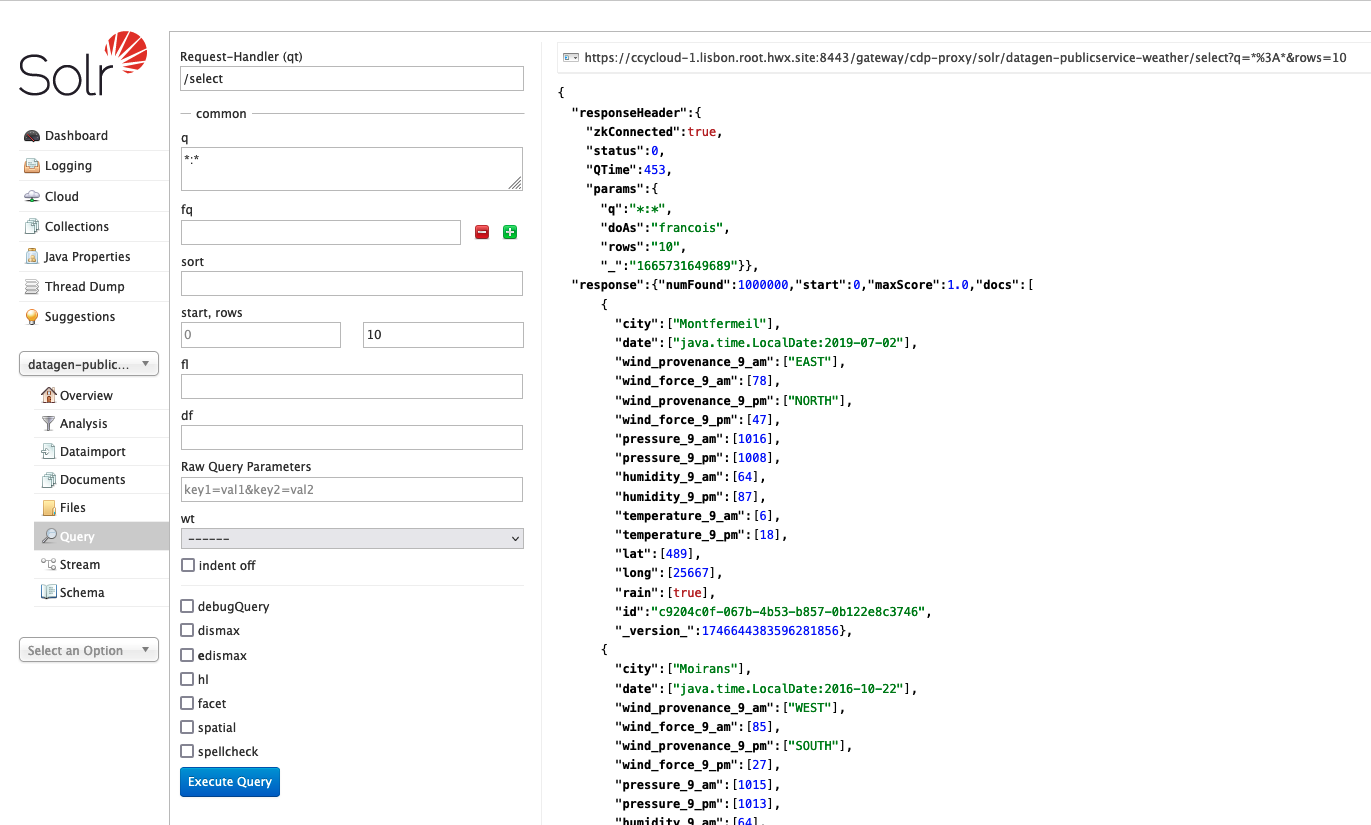 Solr
Dashboard
Logging
Cloud
Collections
Java Properties
Thread Dump
Suggestions
datagen-public...
Overview
Analysis
Dataimport
Documents
Files
Query
Stream
Schema
Select an Option
Request-Handler (qt)
/select
common
q
*:*
fq
sort
start, rows
0 10
fl
df
Raw Query Parameters
key1=val1&key2=val2
wt
------
indent off
debugQuery
dismax
edismax
hl
facet
spatial
spellcheck
Execute Query
https://ccycloud-1.lisbon.root.hwx.site:8443/gateway/cdp-proxy/solr/datagen-publicservice-weather/select?q=*%3A*&rows=10
{
"responseHeader":{
"zkConnected":true,
"status":0,
"QTime":453,
"params":{
"q":"*:*",
"doAs":"francois",
"rows":"10",
"_":"1665731649689"}},
"response":{"numFound":1000000,"start":0,"maxScore":1.0,"docs":[
{
"city":["Montfermeil"],
"date":["java.time.LocalDate:2019-07-02"],
"wind_provenance_9_am":["EAST"],
"wind_force_9_am":[78],
"wind_provenance_9_pm":["NORTH"],
"wind_force_9_pm":[47],
"pressure_9_am":[1016],
"pressure_9_pm":[1008],
"humidity_9_am":[64],
"humidity_9_pm":[87],
"temperature_9_am":[6],
"temperature_9_pm":[18],
"lat":[489],
"long":[25667],
"rain":[true],
"id":"c9204c0f-067b-4b53-b857-0b122e8c3746",
"_version_":1746644383596281856},
{
"city":["Moirans"],
"date":["java.time.LocalDate:2016-10-22"],
"wind_provenance_9_am":["WEST"],
"wind_force_9_am":[85],
"wind_provenance_9_pm":["SOUTH"],
"wind_force_9_pm":[27],
"pressure_9_am":[1015],
"pressure_9_pm":[1013],
"humidity_9_am":[64],